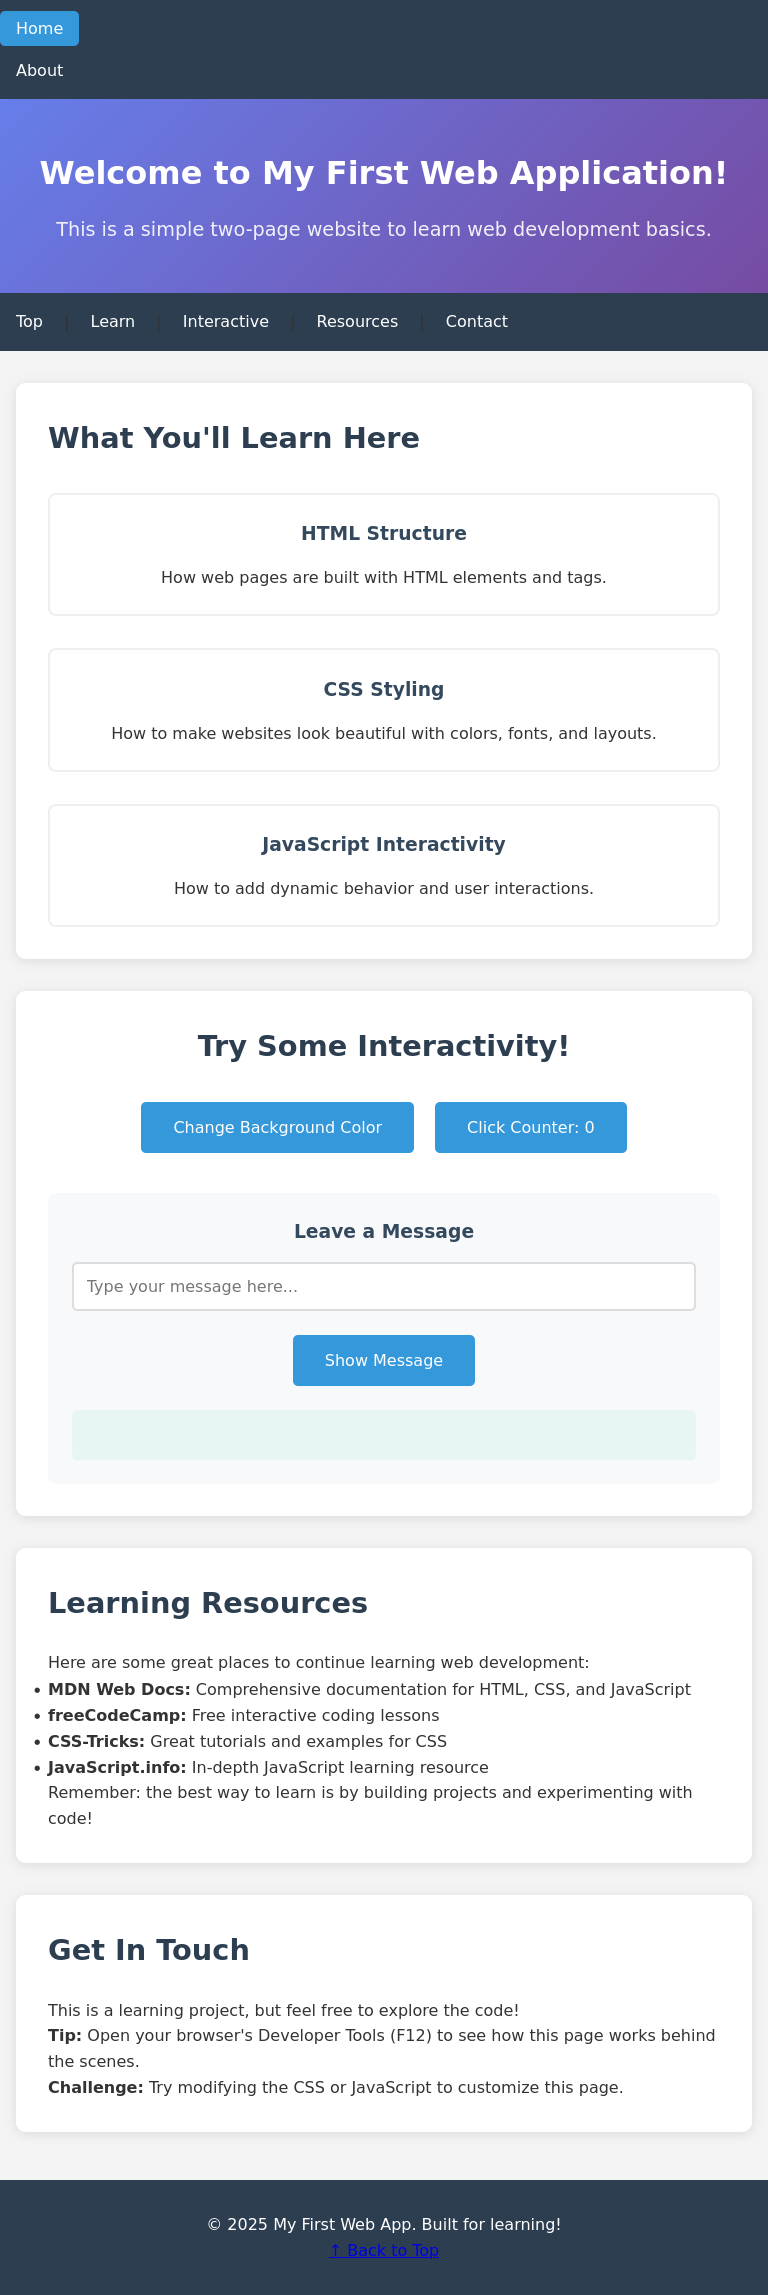 Home
About
Welcome to My First Web Application!
This is a simple two-page website to learn web development basics.
Top | Learn | Interactive | Resources | Contact
What You'll Learn Here
HTML Structure
How web pages are built with HTML elements and tags.
CSS Styling
How to make websites look beautiful with colors, fonts, and layouts.
JavaScript Interactivity
How to add dynamic behavior and user interactions.
Try Some Interactivity!
Change Background Color Click Counter: 0
Leave a Message
Type your message here...
Show Message
Learning Resources
Here are some great places to continue learning web development:
• MDN Web Docs: Comprehensive documentation for HTML, CSS, and JavaScript
• freeCodeCamp: Free interactive coding lessons
• CSS-Tricks: Great tutorials and examples for CSS
• JavaScript.info: In-depth JavaScript learning resource
Remember: the best way to learn is by building projects and experimenting with
code!
Get In Touch
This is a learning project, but feel free to explore the code!
Tip: Open your browser's Developer Tools (F12) to see how this page works behind
the scenes.
Challenge: Try modifying the CSS or JavaScript to customize this page.
© 2025 My First Web App. Built for learning!
↑ Back to Top